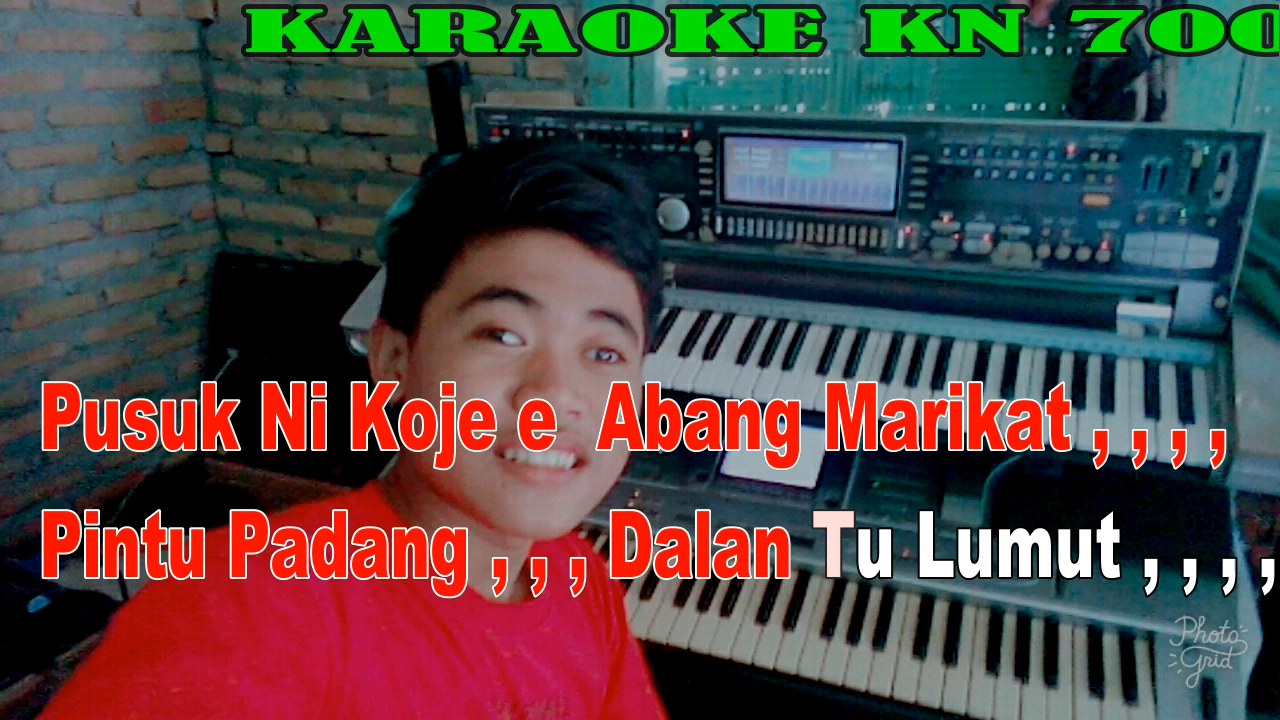 KARAOKE KN 700
Pusuk Ni Koje e Abang Marikat , , , ,
Pintu Padang , , , Dalan Tu Lumut , , , ,
Photo
Grid